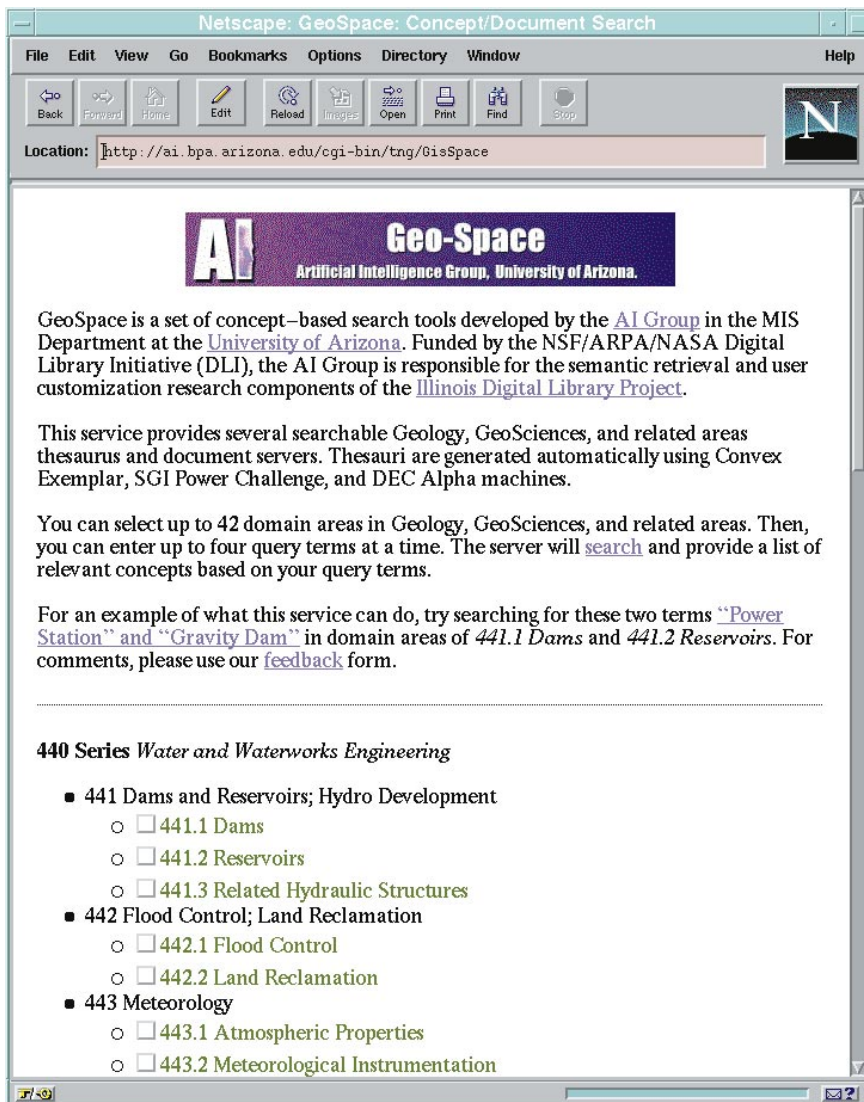 Netscape: GeoSpace: Concept/Document Search
File Edit View Go Bookmarks Options Directory Window Help
Back Forward Home Edit Reload Images Open Print Find Stop
N
Location: http://ai.bpa.arizona.edu/cgi-bin/tng/GisSpace
AI Geo-Space
Artificial Intelligence Group, University of Arizona.
GeoSpace is a set of concept-based search tools developed by the AI Group in the MIS
Department at the University of Arizona. Funded by the NSF/ARPA/NASA Digital
Library Initiative (DLI), the AI Group is responsible for the semantic retrieval and user
customization research components of the Illinois Digital Library Project.
This service provides several searchable Geology, GeoSciences, and related areas
thesaurus and document servers. Thesauri are generated automatically using Convex
Exemplar, SGI Power Challenge, and DEC Alpha machines.
You can select up to 42 domain areas in Geology, GeoSciences, and related areas. Then,
you can enter up to four query terms at a time. The server will search and provide a list of
relevant concepts based on your query terms.
For an example of what this service can do, try searching for these two terms “Power
Station” and “Gravity Dam” in domain areas of 441.1 Dams and 441.2 Reservoirs. For
comments, please use our feedback form.
440 Series Water and Waterworks Engineering
441 Dams and Reservoirs; Hydro Development
441.1 Dams
441.2 Reservoirs
441.3 Related Hydraulic Structures
442 Flood Control; Land Reclamation
442.1 Flood Control
442.2 Land Reclamation
443 Meteorology
443.1 Atmospheric Properties
443.2 Meteorological Instrumentation